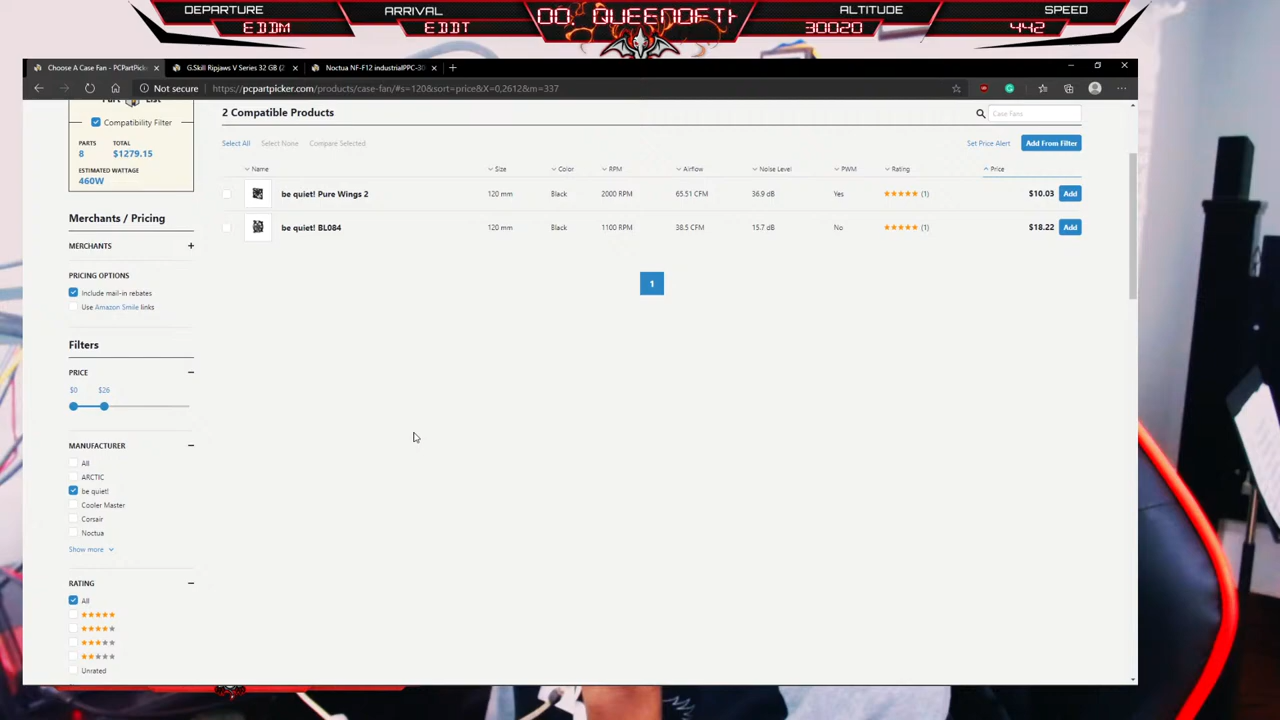 DEPARTURE
EDDM
ARRIVAL
EDDT
ALTITUDE
30020
SPEED
442
Choose A Case Fan - PCPartPick
G.Skill Ripjaws V Series 32 GB (2
Noctua NF-F12 industrialPPC-30
Not secure
https://pcpartpicker.com/products/case-fan/#s=120&sort=price&X=0,2612&m=337
Part List
Compatibility Filter
PARTS TOTAL
8 $1279.15
ESTIMATED WATTAGE
460W
2 Compatible Products
Case Fans
Select All Select None Compare Selected
Set Price Alert Add From Filter
Name Size Color RPM Airflow Noise Level PWM Rating Price
be quiet! Pure Wings 2 120 mm Black 2000 RPM 65.51 CFM 36.9 dB Yes (1) $10.03 Add
be quiet! BL084 120 mm Black 1100 RPM 38.5 CFM 15.7 dB No (1) $18.22 Add
1
Merchants / Pricing
MERCHANTS +
PRICING OPTIONS
Include mail-in rebates
Use Amazon Smile links
Filters
PRICE
$0 $26
MANUFACTURER
All
ARCTIC
be quiet!
Cooler Master
Corsair
Noctua
Show more
RATING
All
Unrated